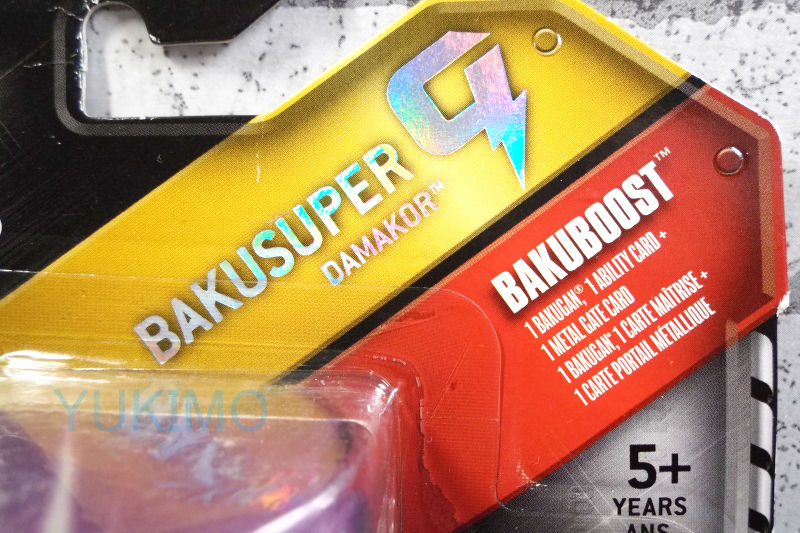 BAKUSUPER
DAMAKOR™
BAKUBOOST™
1 BAKUGAN®, 1 ABILITY CARD +
1 METAL GATE CARD
1 BAKUGAN®, 1 CARTE MAÎTRISE +
1 CARTE PORTAIL MÉTALLIQUE
5+
YEARS
ANS
YUKIMO